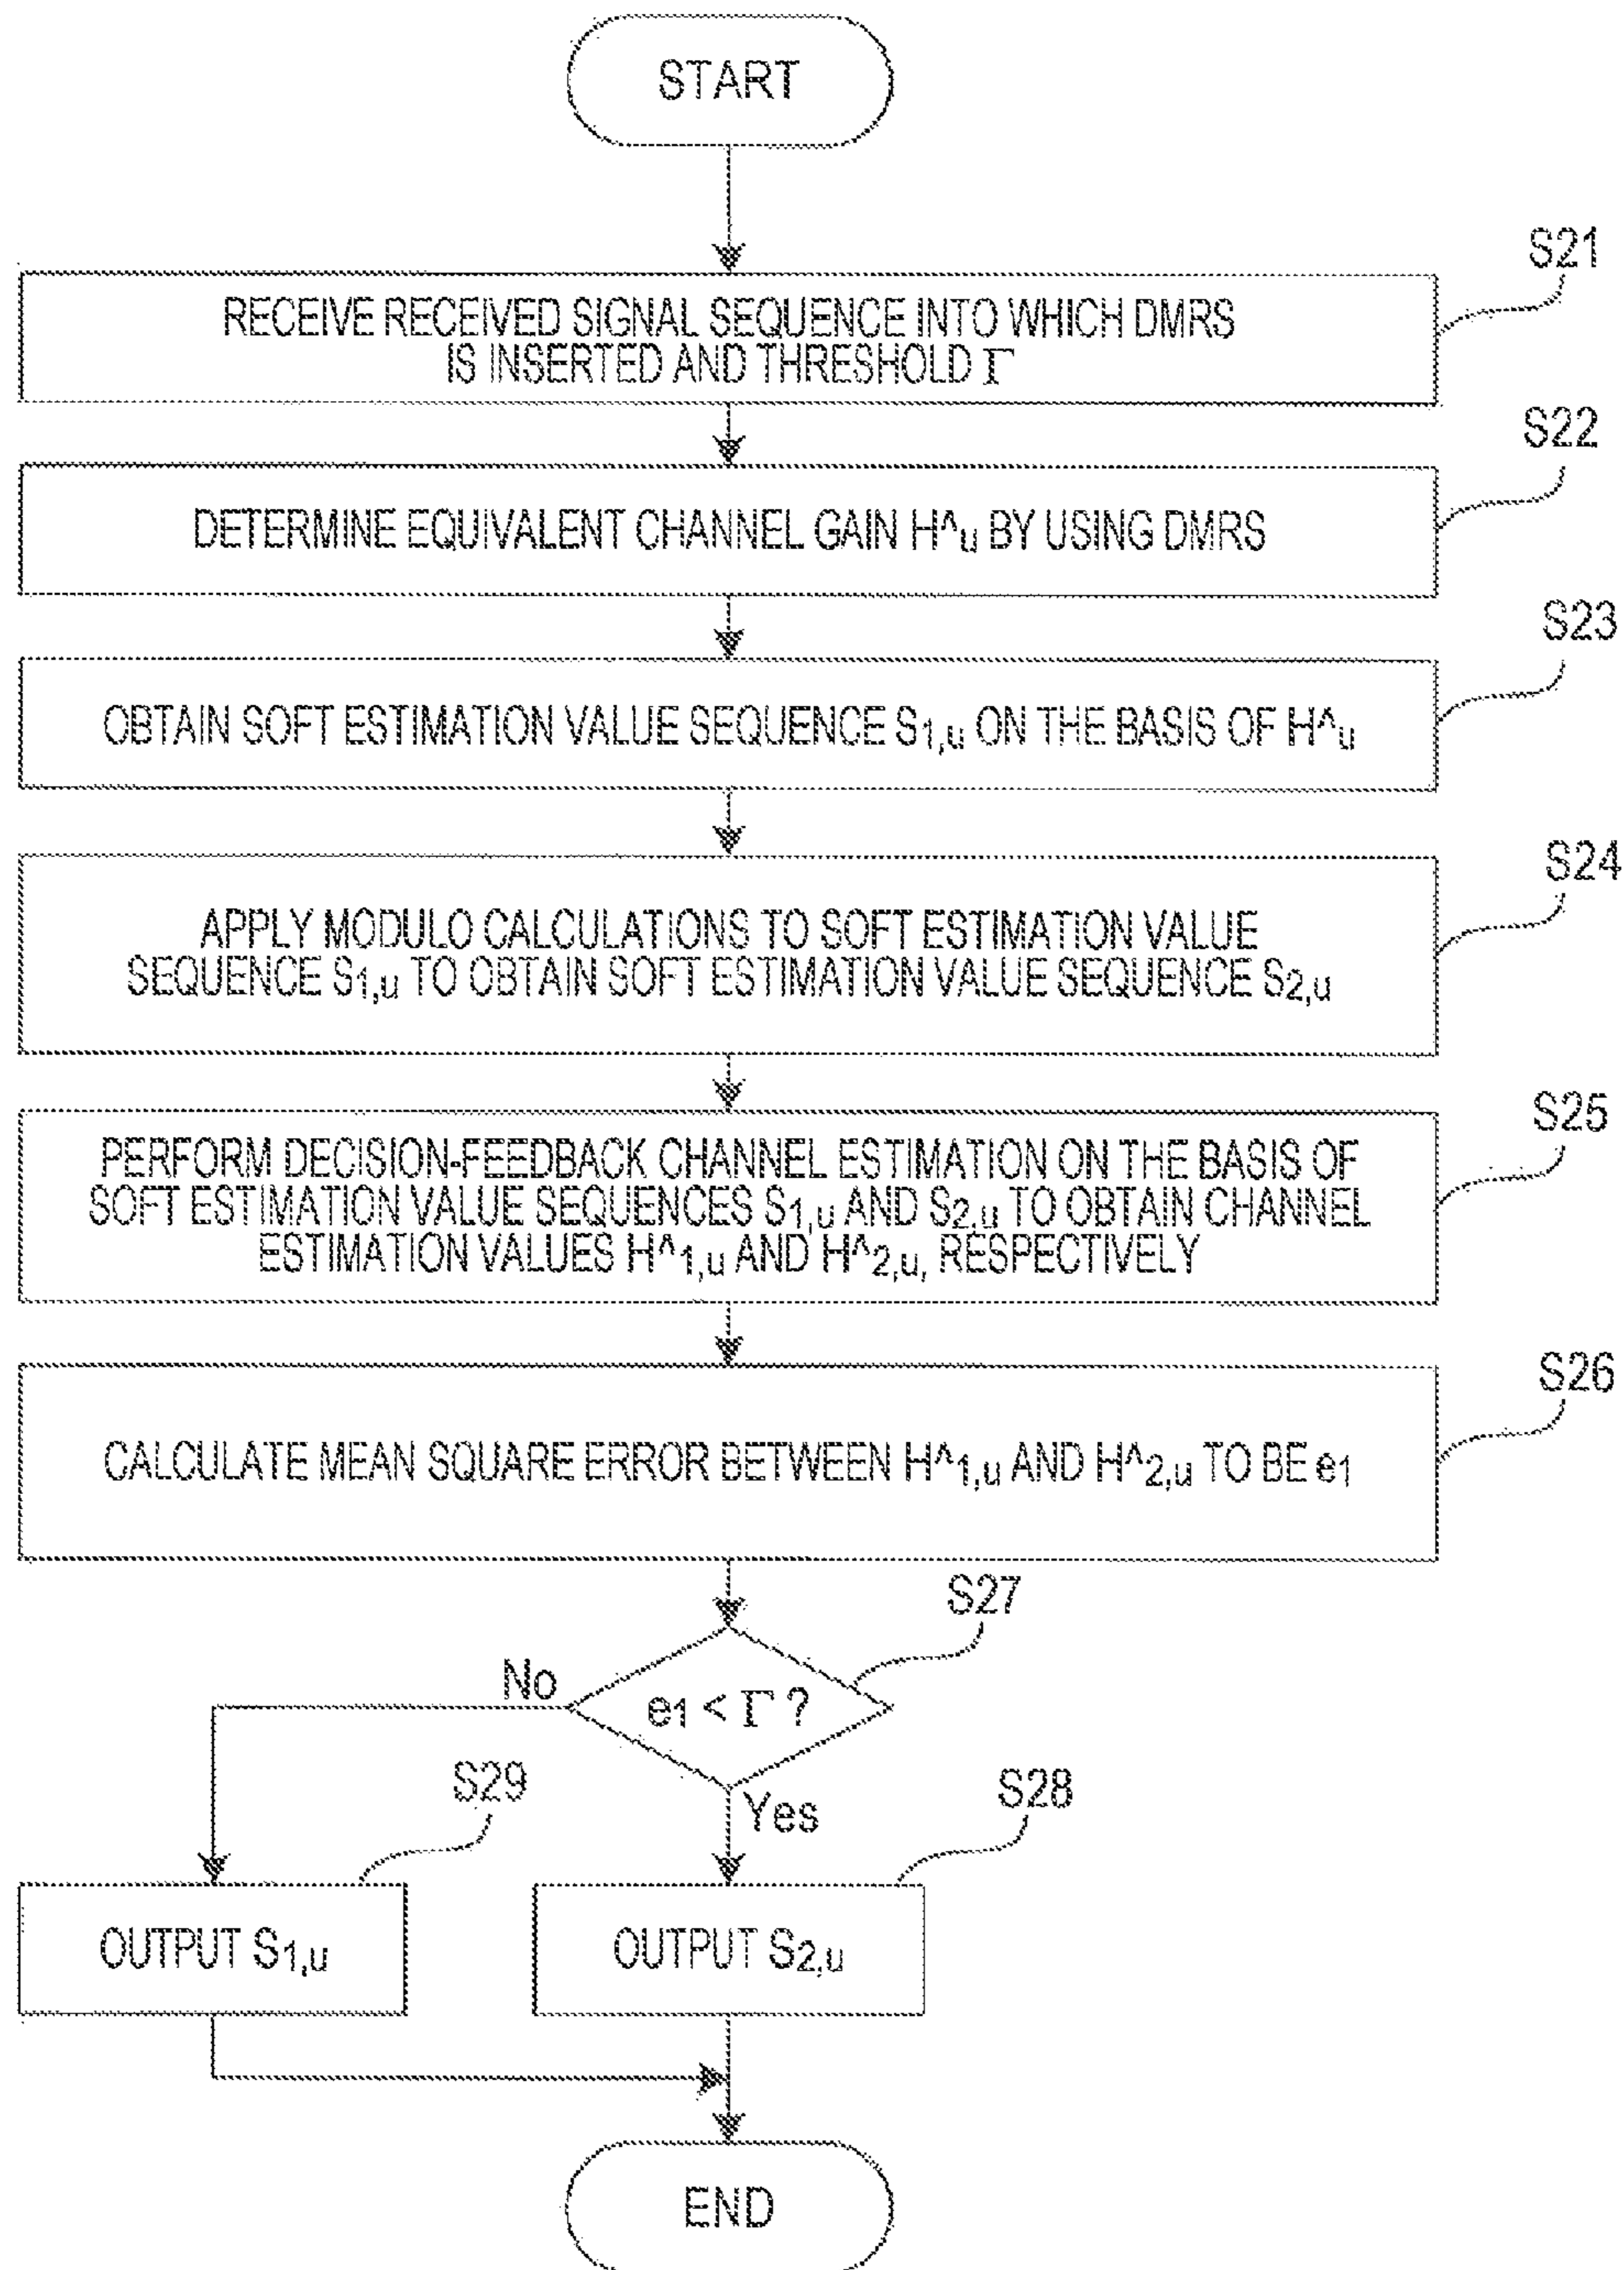 START
S21
RECEIVE RECEIVED SIGNAL SEQUENCE INTO WHICH DMRS
IS INSERTED AND THRESHOLD Γ
S22
DETERMINE EQUIVALENT CHANNEL GAIN H^u BY USING DMRS
S23
OBTAIN SOFT ESTIMATION VALUE SEQUENCE S1,u ON THE BASIS OF H^u
S24
APPLY MODULO CALCULATIONS TO SOFT ESTIMATION VALUE
SEQUENCE S1,u TO OBTAIN SOFT ESTIMATION VALUE SEQUENCE S2,u
S25
PERFORM DECISION-FEEDBACK CHANNEL ESTIMATION ON THE BASIS OF
SOFT ESTIMATION VALUE SEQUENCES S1,u AND S2,u TO OBTAIN CHANNEL
ESTIMATION VALUES H^1,u AND H^2,u, RESPECTIVELY
S26
CALCULATE MEAN SQUARE ERROR BETWEEN H^1,u AND H^2,u TO BE e1
S27
No
e1 < Γ ?
Yes
S29
S28
OUTPUT S1,u
OUTPUT S2,u
END